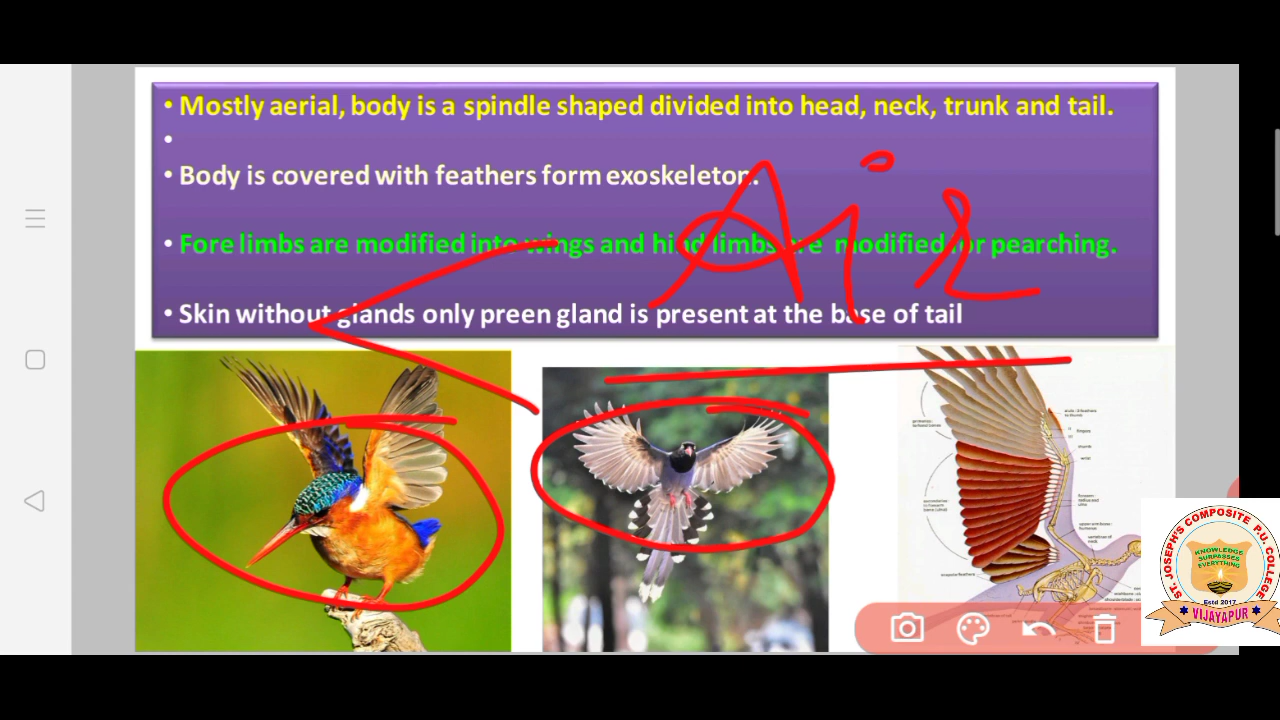 • Mostly aerial, body is a spindle shaped divided into head, neck, trunk and tail.
•
• Body is covered with feathers form exoskeleton.
• Fore limbs are modified into wings and hind limbs are modified for pearching.
• Skin without glands only preen gland is present at the base of tail
Air
ST. JOSEPH'S COMPOSITE P.U. COLLEGE
KNOWLEDGE
SURPASSES
EVERYTHING
Estd 2017
VIJAYAPUR